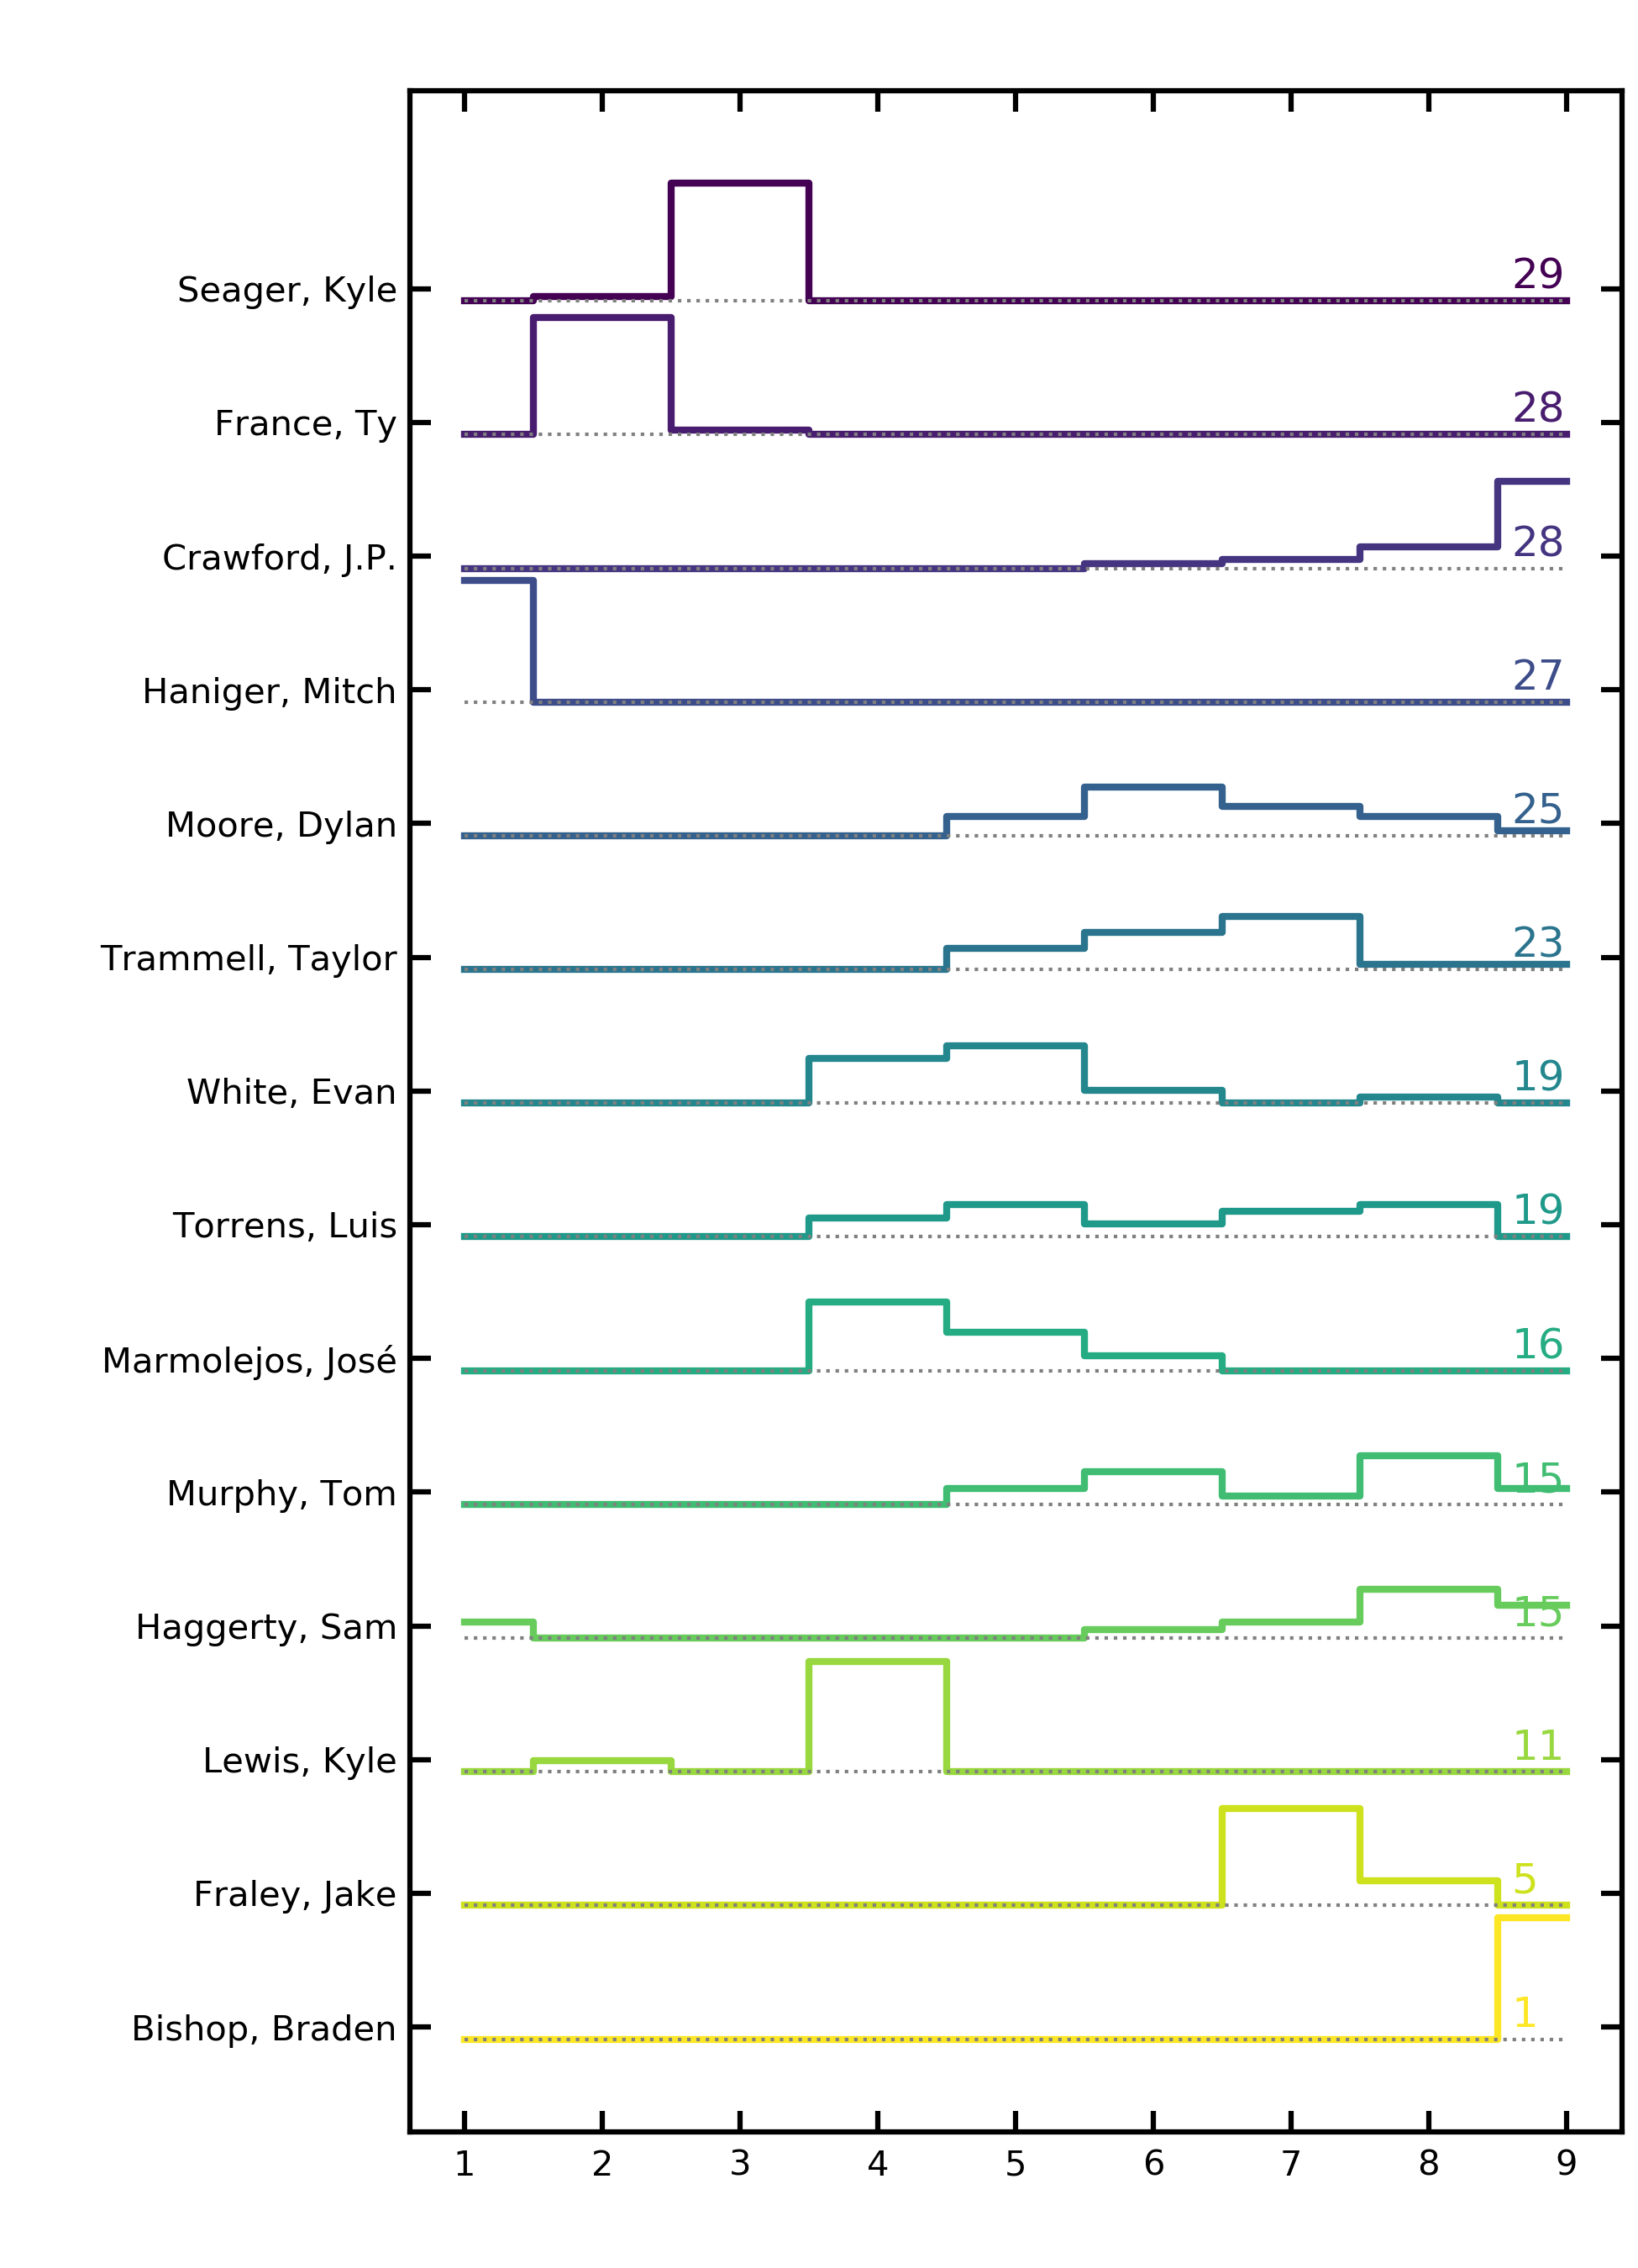 Seager, Kyle 29
France, Ty 28
Crawford, J.P. 28
Haniger, Mitch 27
Moore, Dylan 25
Trammell, Taylor 23
White, Evan 19
Torrens, Luis 19
Marmolejos, José 16
Murphy, Tom 15
Haggerty, Sam 15
Lewis, Kyle 11
Fraley, Jake 5
Bishop, Braden 1
1 2 3 4 5 6 7 8 9